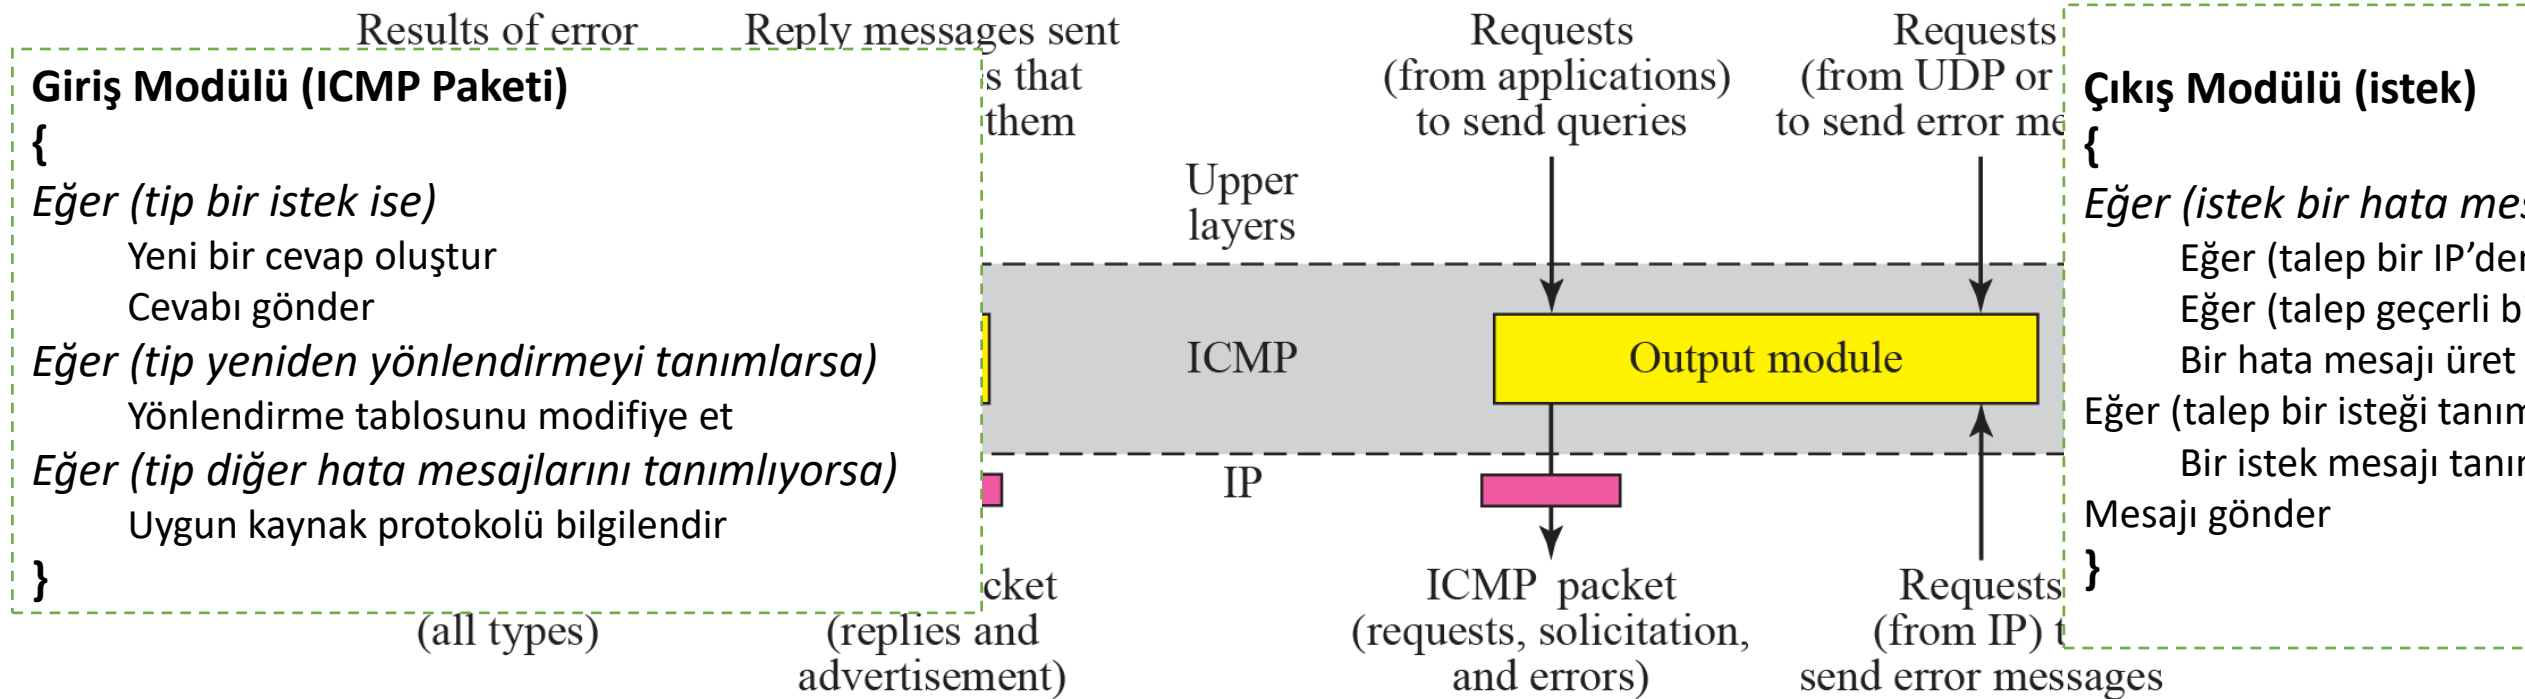 Results of error
Reply messages sent
s that
them
Giriş Modülü (ICMP Paketi)
{
Eğer (tip bir istek ise)
Yeni bir cevap oluştur
Cevabı gönder
Eğer (tip yeniden yönlendirmeyi tanımlarsa)
Yönlendirme tablosunu modifiye et
Eğer (tip diğer hata mesajlarını tanımlıyorsa)
Uygun kaynak protokolü bilgilendir
}
(all types)
cket
(replies and
advertisement)
Requests
(from applications)
to send queries
Requests
(from UDP or
to send error me
Upper
layers
ICMP
Output module
IP
ICMP packet
(requests, solicitation,
and errors)
Requests
(from IP) t
send error messages
Çıkış Modülü (istek)
{
Eğer (istek bir hata mes
Eğer (talep bir IP’den
Eğer (talep geçerli bi
Bir hata mesajı üret
Eğer (talep bir isteği tanım
Bir istek mesajı tanım
Mesajı gönder
}